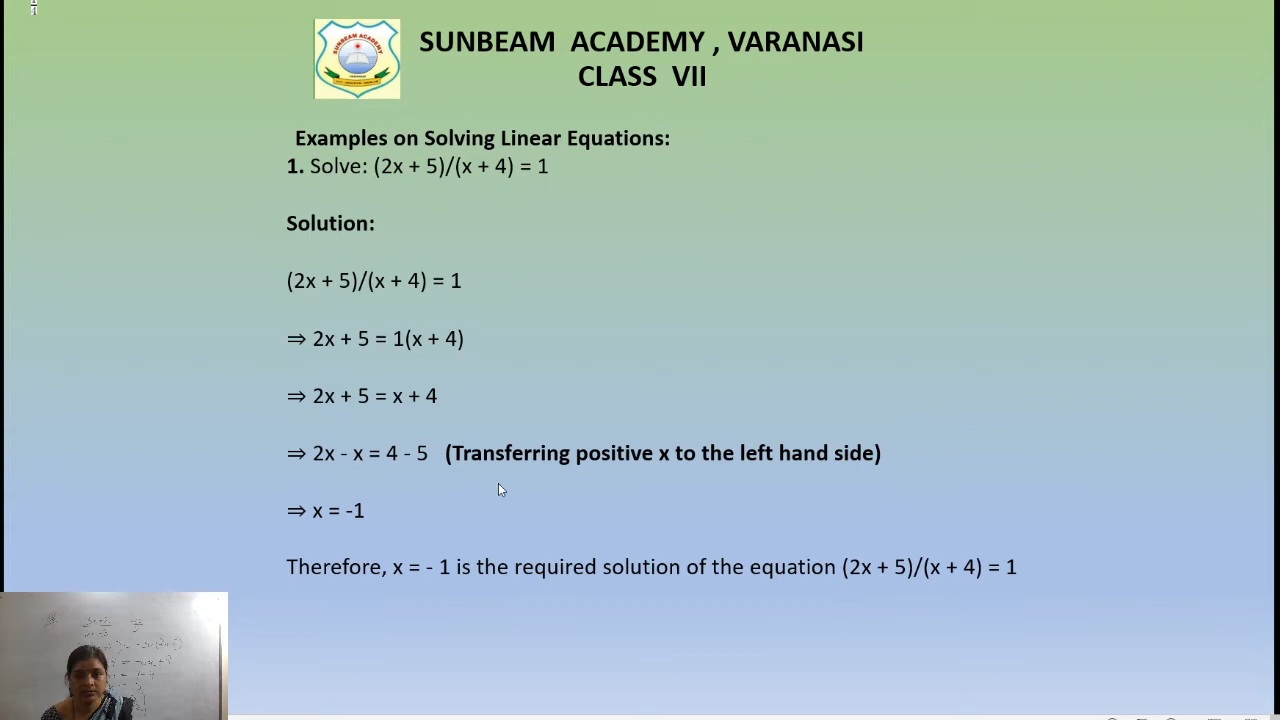 SUNBEAM ACADEMY , VARANASI
CLASS VII
SUNBEAM ACADEMY
Examples on Solving Linear Equations:
1. Solve: (2x + 5)/(x + 4) = 1
Solution:
(2x + 5)/(x + 4) = 1
⇒ 2x + 5 = 1(x + 4)
⇒ 2x + 5 = x + 4
⇒ 2x - x = 4 - 5 (Transferring positive x to the left hand side)
⇒ x = -1
Therefore, x = - 1 is the required solution of the equation (2x + 5)/(x + 4) = 1